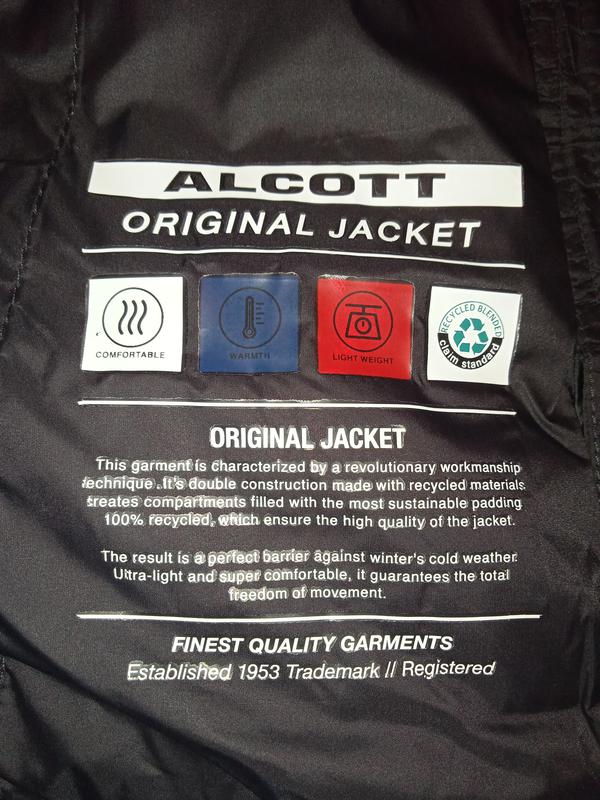 ALCOTT
ORIGINAL JACKET
COMFORTABLE
WARMTH
LIGHT WEIGHT
RECYCLED BLENDED
claim standard
ORIGINAL JACKET
This garment is characterized by a revolutionary workmanship
technique .It's double construction made with recycled materials
creates compartments filled with the most sustainable padding
100% recycled, which ensure the high quality of the jacket.
The result is a perfect barrier against winter's cold weather.
Ultra-light and super comfortable, it guarantees the total
freedom of movement.
FINEST QUALITY GARMENTS
Established 1953 Trademark // Registered